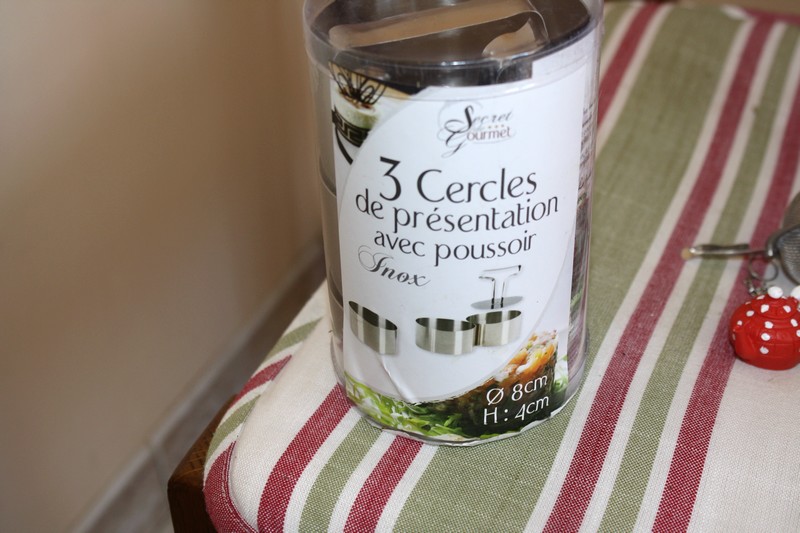 Secret
Gourmet
3 Cercles
de présentation
avec poussoir
Inox
Ø 8cm
H : 4cm